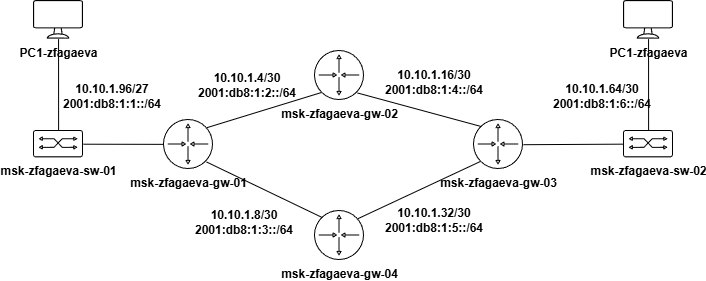 PC1-zfagaeva
PC1-zfagaeva
10.10.1.96/27
2001:db8:1:1::/64
10.10.1.4/30
2001:db8:1:2::/64
10.10.1.16/30
2001:db8:1:4::/64
10.10.1.64/30
2001:db8:1:6::/64
msk-zfagaeva-gw-02
msk-zfagaeva-sw-01
msk-zfagaeva-gw-01
msk-zfagaeva-gw-03
msk-zfagaeva-sw-02
10.10.1.8/30
2001:db8:1:3::/64
10.10.1.32/30
2001:db8:1:5::/64
msk-zfagaeva-gw-04